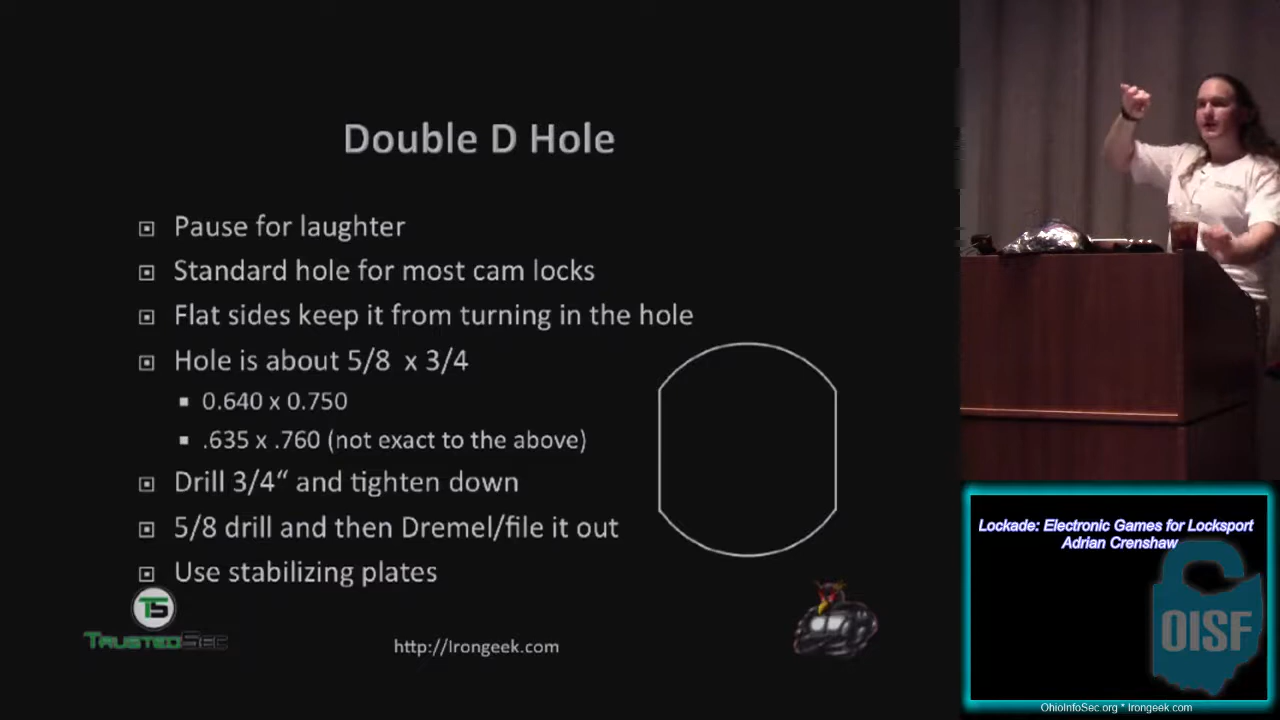 Double D Hole
Pause for laughter
Standard hole for most cam locks
Flat sides keep it from turning in the hole
Hole is about 5/8 x 3/4
0.640 x 0.750
.635 x .760 (not exact to the above)
Drill 3/4“ and tighten down
5/8 drill and then Dremel/file it out
Use stabilizing plates
TS
TRUSTEDSEC
http://Irongeek.com
Lockade: Electronic Games for Locksport
Adrian Crenshaw
OISF
OhioInfoSec.org * Irongeek.com